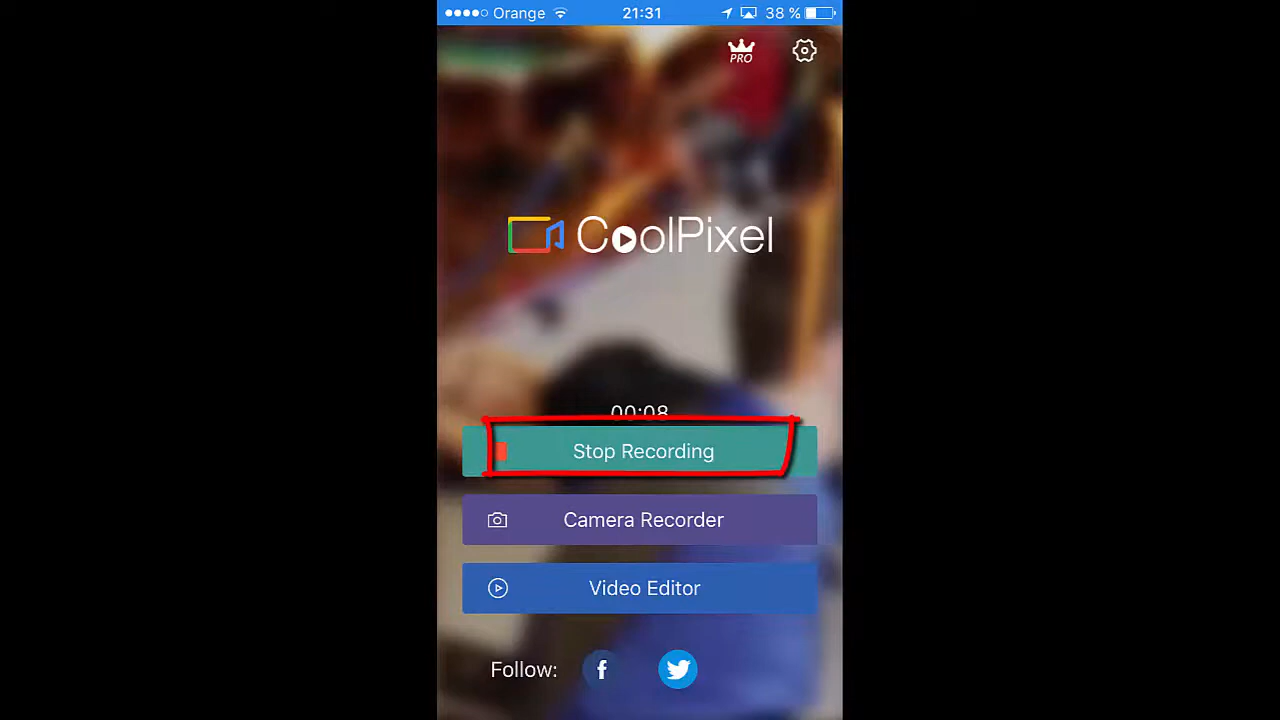 Orange 21:31 38 %
PRO
CoolPixel
00:08
Stop Recording
Camera Recorder
Video Editor
Follow: f